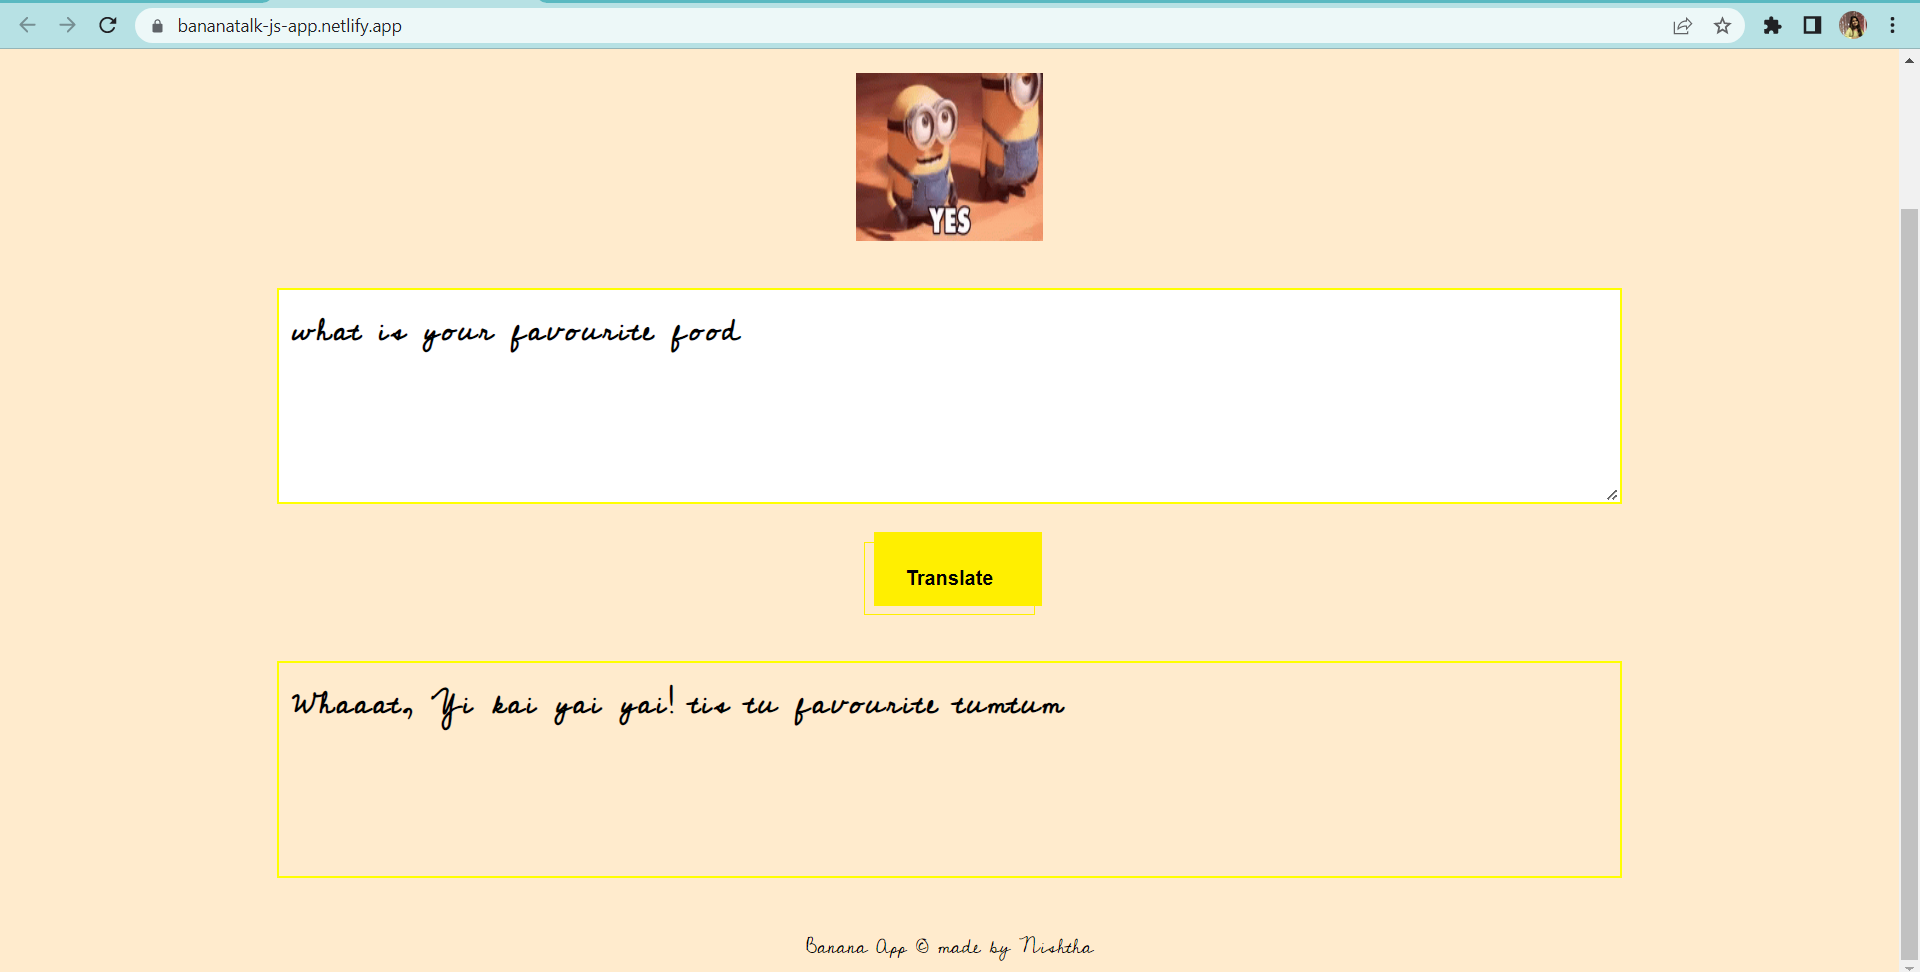 bananatalk-js-app.netlify.app
YES
what is your favourite food
Translate
Whaaat, Yi kai yai yai! tis tu favourite tumtum
Banana App © made by Nishtha